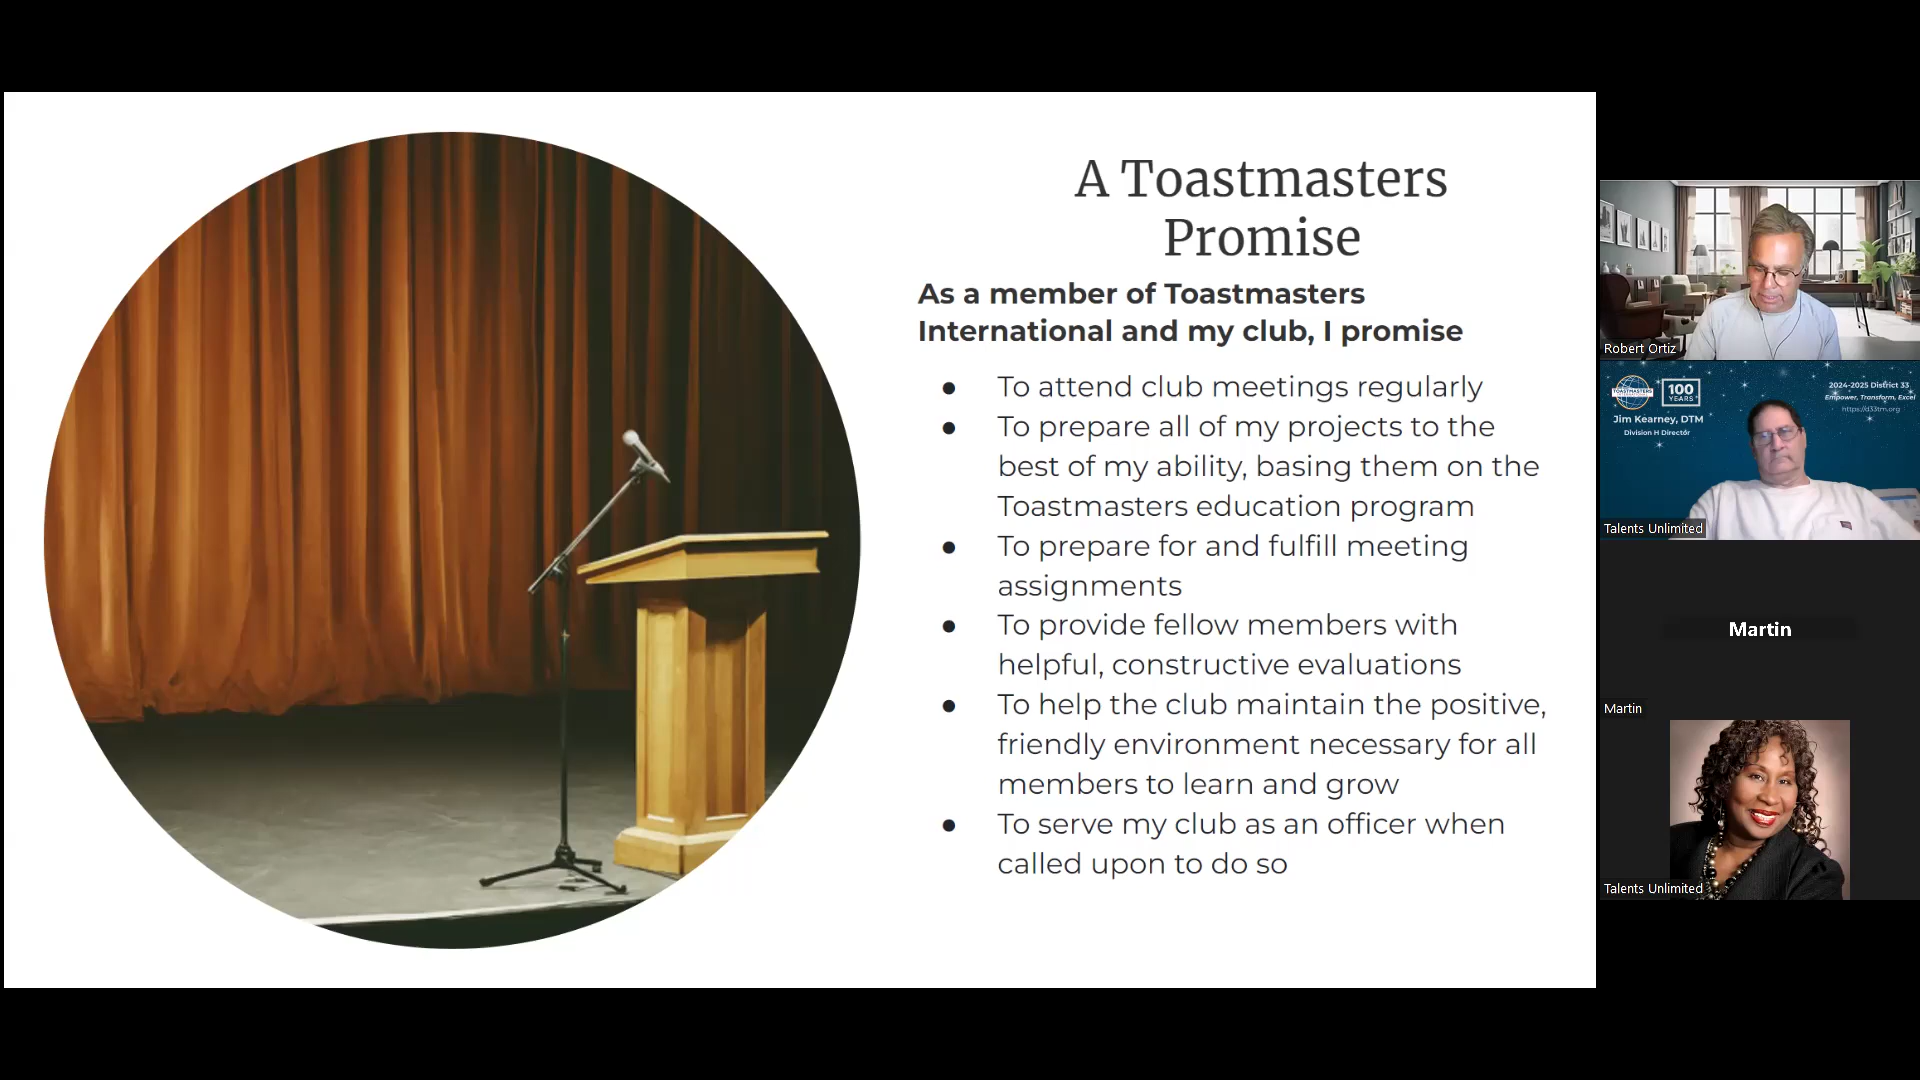 A Toastmasters
Promise
As a member of Toastmasters
International and my club, I promise
● To attend club meetings regularly
● To prepare all of my projects to the
best of my ability, basing them on the
Toastmasters education program
● To prepare for and fulfill meeting
assignments
● To provide fellow members with
helpful, constructive evaluations
● To help the club maintain the positive,
friendly environment necessary for all
members to learn and grow
● To serve my club as an officer when
called upon to do so
Robert Ortiz
TOASTMASTERS
100
YEARS
Jim Kearney, DTM
Division H Director
2024-2025 District 33
Empower, Transform, Excel
https://d33tm.org
Talents Unlimited
Martin
Martin
Talents Unlimited